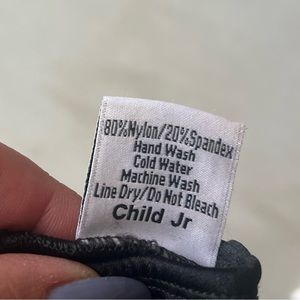 80%Nylon/20%Spandex
Hand Wash
Cold Water
Machine Wash
Line Dry/Do Not Bleach
Child Jr